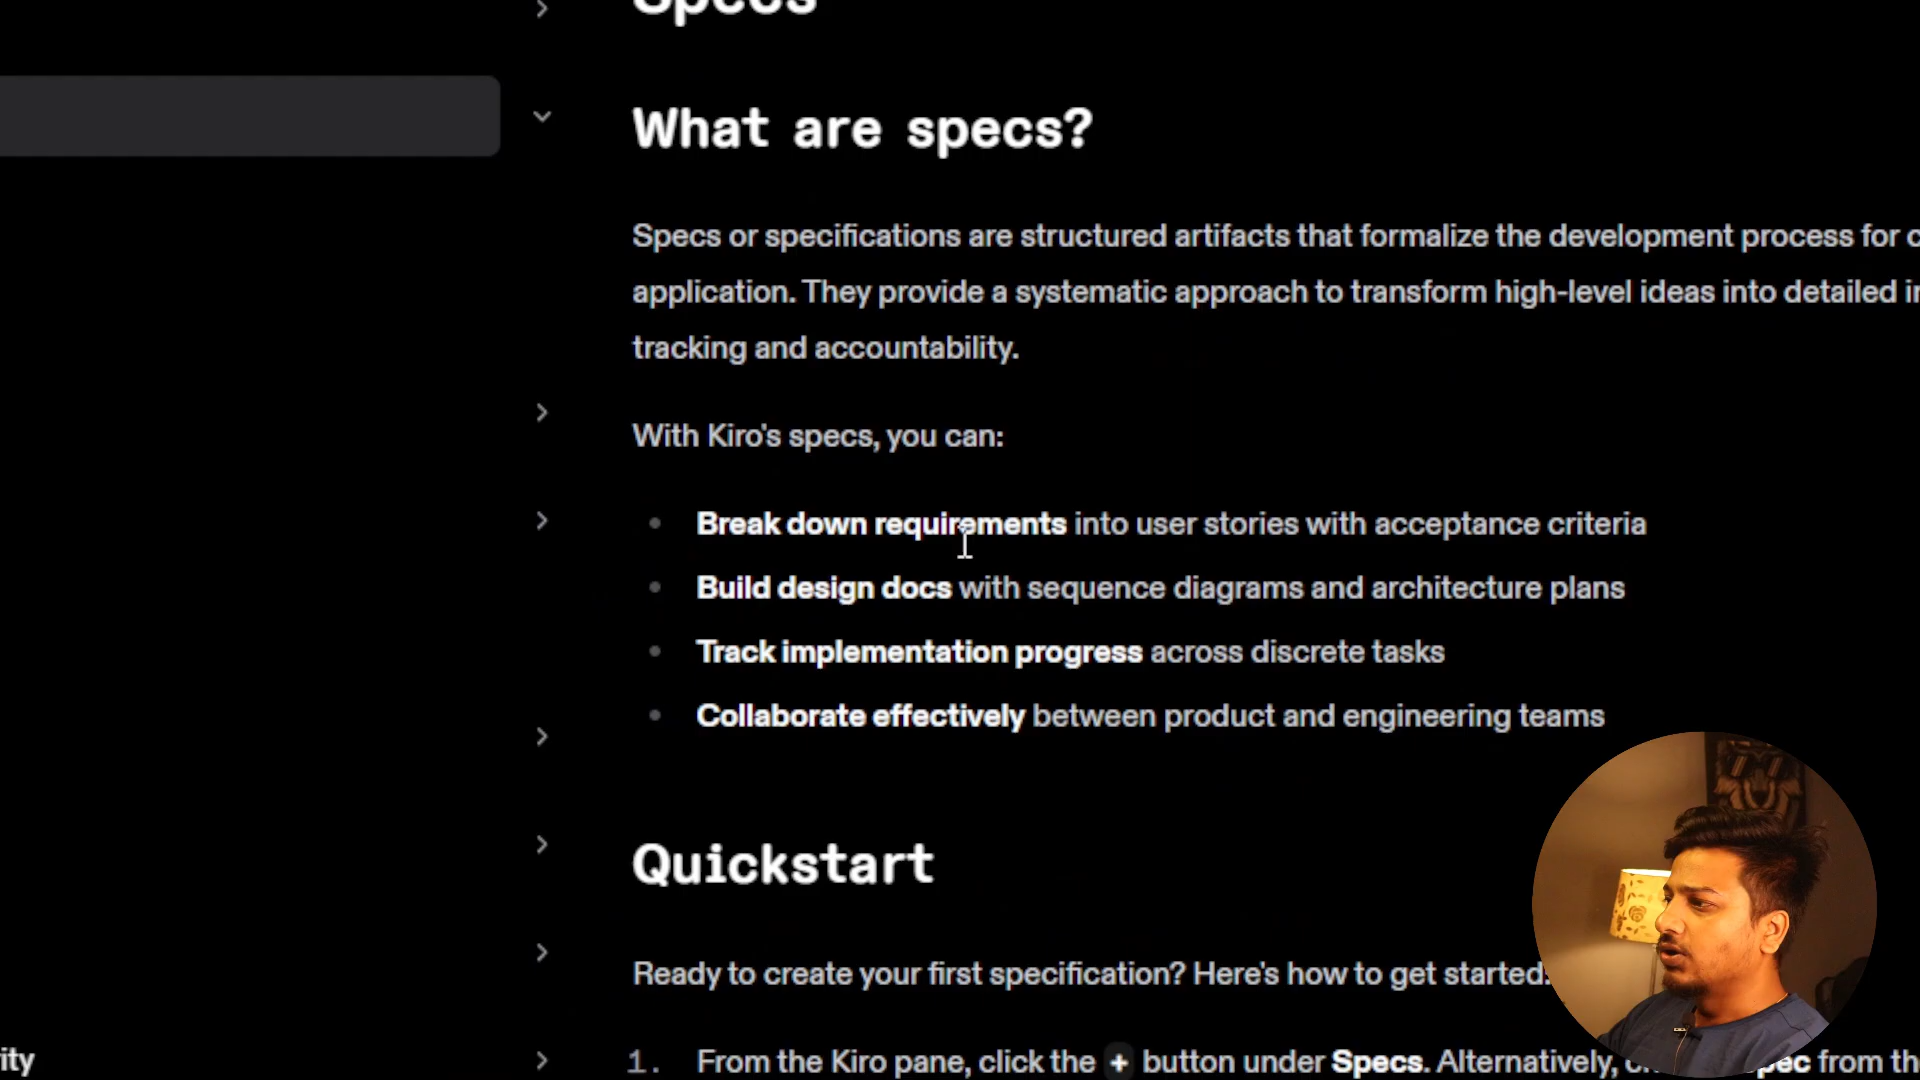 Specs
What are specs?
Specs or specifications are structured artifacts that formalize the development process for
application. They provide a systematic approach to transform high-level ideas into detailed
tracking and accountability.
With Kiro's specs, you can:
• Break down requirements into user stories with acceptance criteria
• Build design docs with sequence diagrams and architecture plans
• Track implementation progress across discrete tasks
• Collaborate effectively between product and engineering teams
Quickstart
Ready to create your first specification? Here's how to get started:
1. From the Kiro pane, click the + button under Specs. Alternatively, from